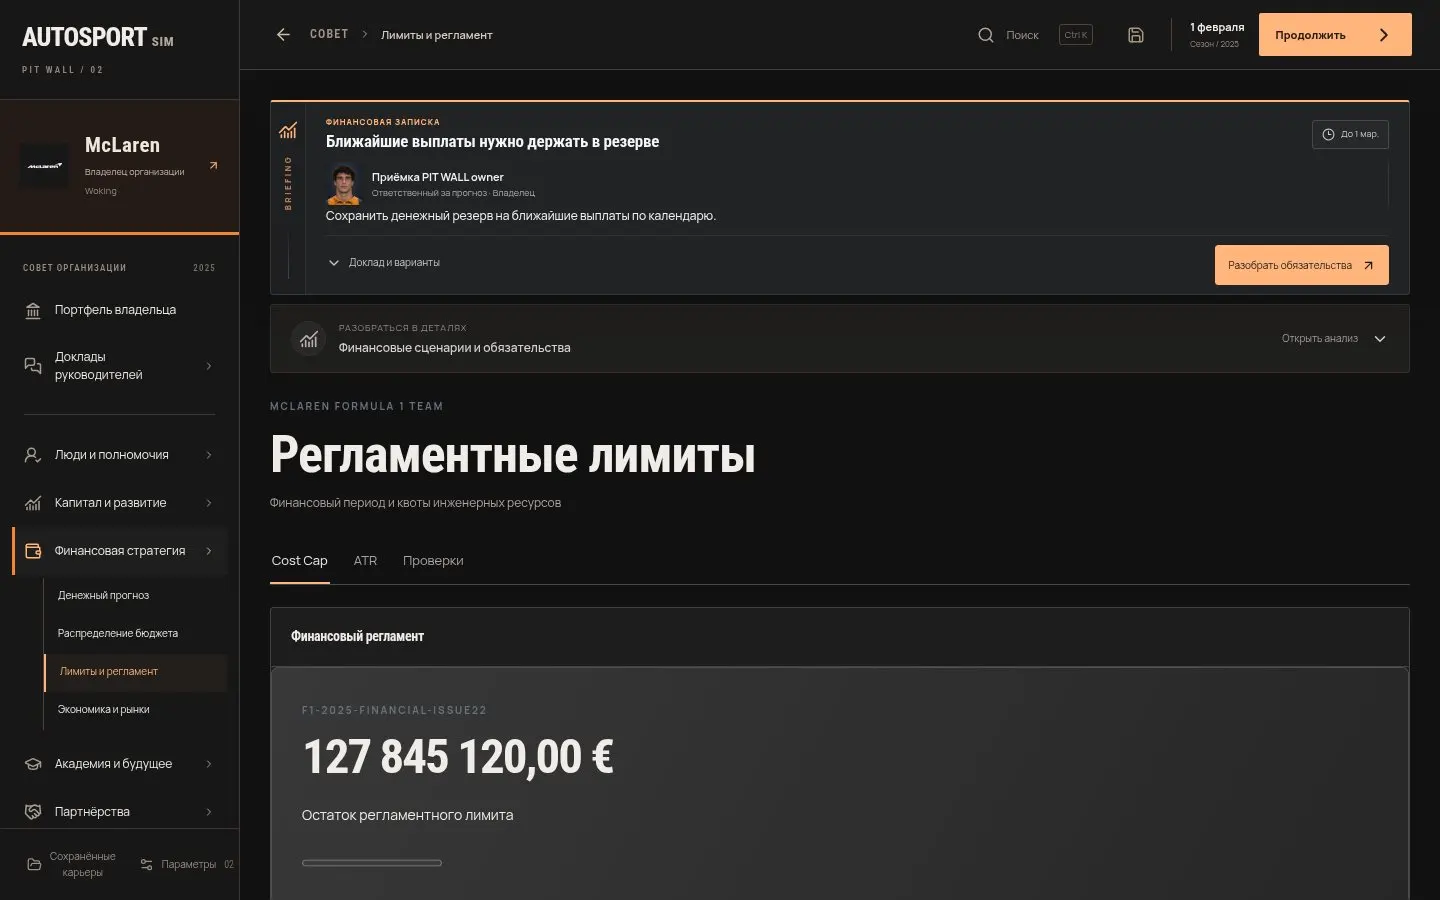 AUTOSPORT SIM
PIT WALL / 02
McLaren
McLaren
Владелец организации
Woking
СОВЕТ ОРГАНИЗАЦИИ 2025
Портфель владельца
Доклады
руководителей
Люди и полномочия
Капитал и развитие
Финансовая стратегия
Денежный прогноз
Распределение бюджета
Лимиты и регламент
Экономика и рынки
Академия и будущее
Партнёрства
Сохранённые
карьеры
Параметры 02
СОВЕТ
Лимиты и регламент
Поиск
Ctrl K
1 февраля
Сезон / 2025
Продолжить
BRIEFING
ФИНАНСОВАЯ ЗАПИСКА
Ближайшие выплаты нужно держать в резерве
До 1 мар.
Приёмка PIT WALL owner
Ответственный за прогноз · Владелец
Сохранить денежный резерв на ближайшие выплаты по календарю.
Доклад и варианты
Разобрать обязательства
РАЗОБРАТЬСЯ В ДЕТАЛЯХ
Финансовые сценарии и обязательства
Открыть анализ
MCLAREN FORMULA 1 TEAM
Регламентные лимиты
Финансовый период и квоты инженерных ресурсов
Cost Cap
ATR
Проверки
Финансовый регламент
F1-2025-FINANCIAL-ISSUE22
127 845 120,00 €
Остаток регламентного лимита